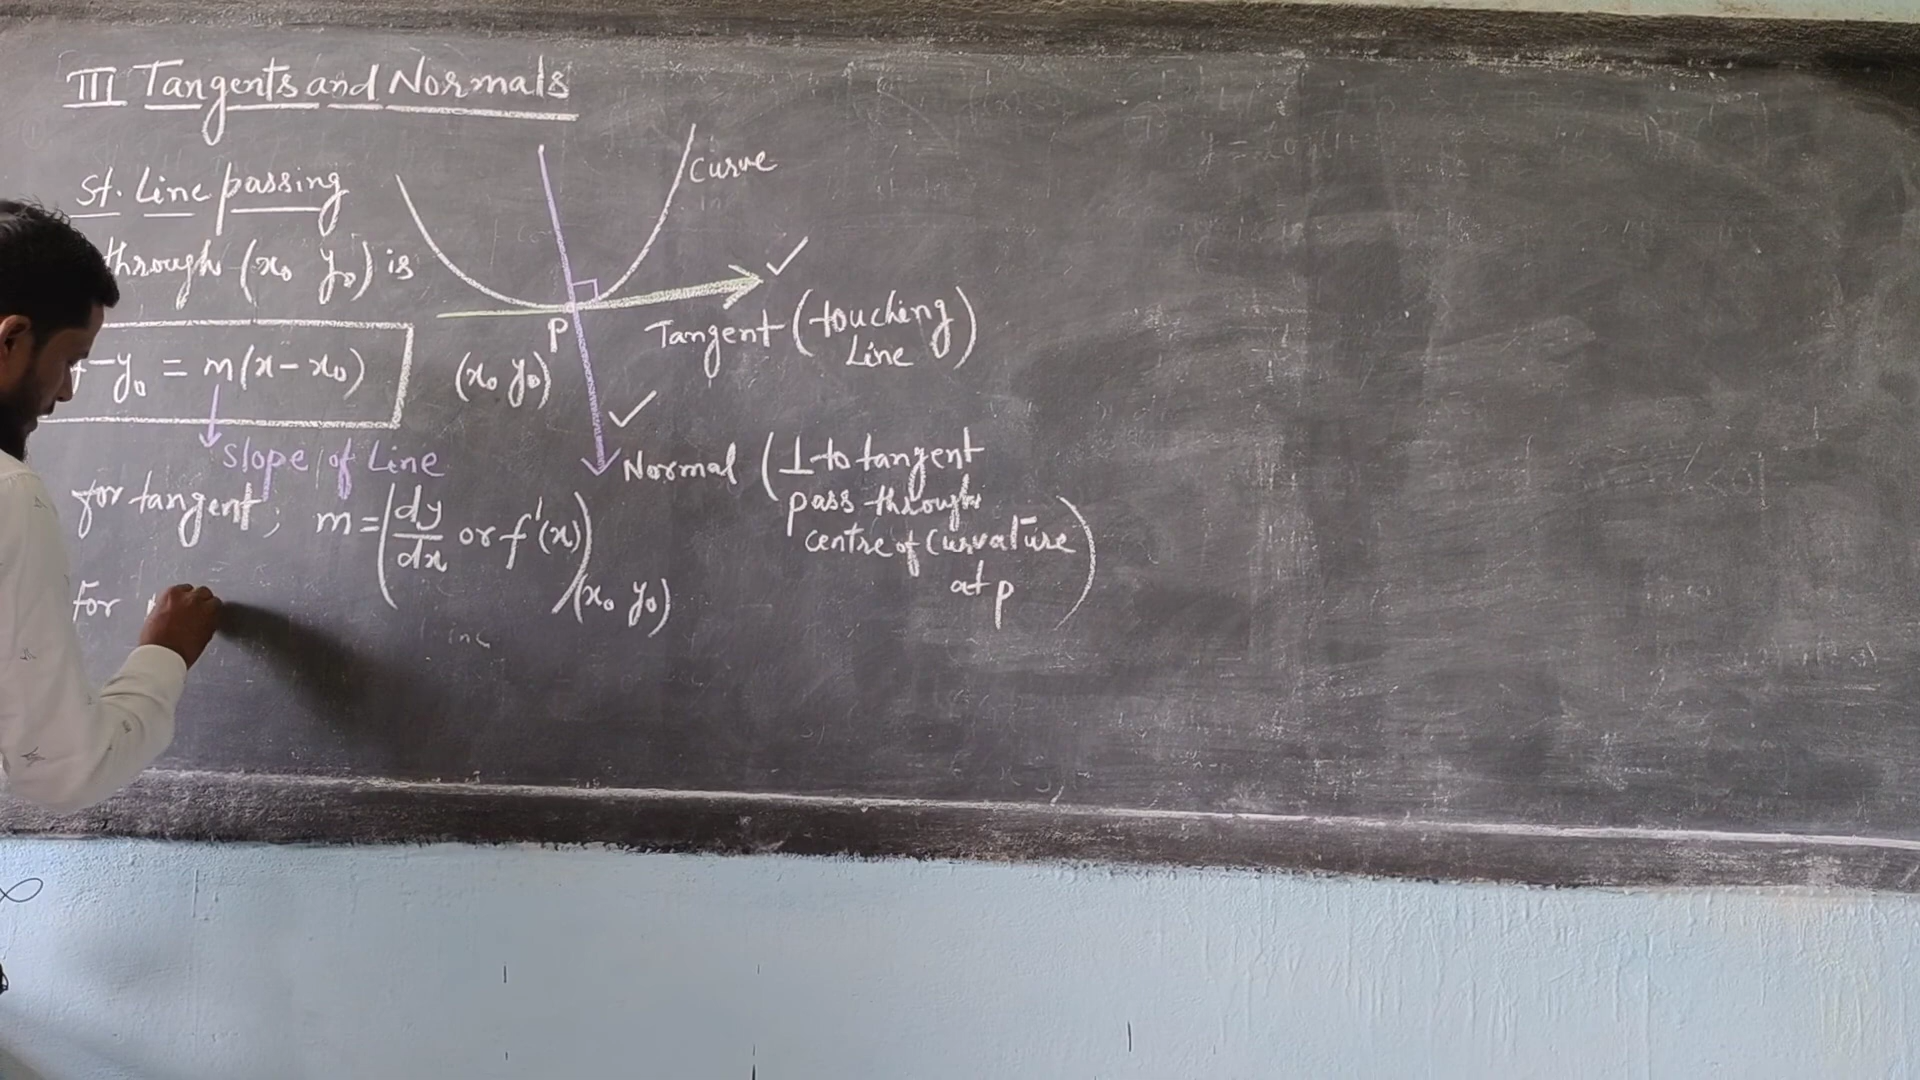 III Tangents and Normals
St. Line passing
through (x₀ y₀) is
-y₀ = m(x-x₀)
slope of Line
for tangent; m = (dy/dx or f'(x))(x₀ y₀)
For
Curve
P
(x₀ y₀)
Tangent (touching
Line)
Normal (⊥ to tangent
pass through
centre of Curvature
at p)